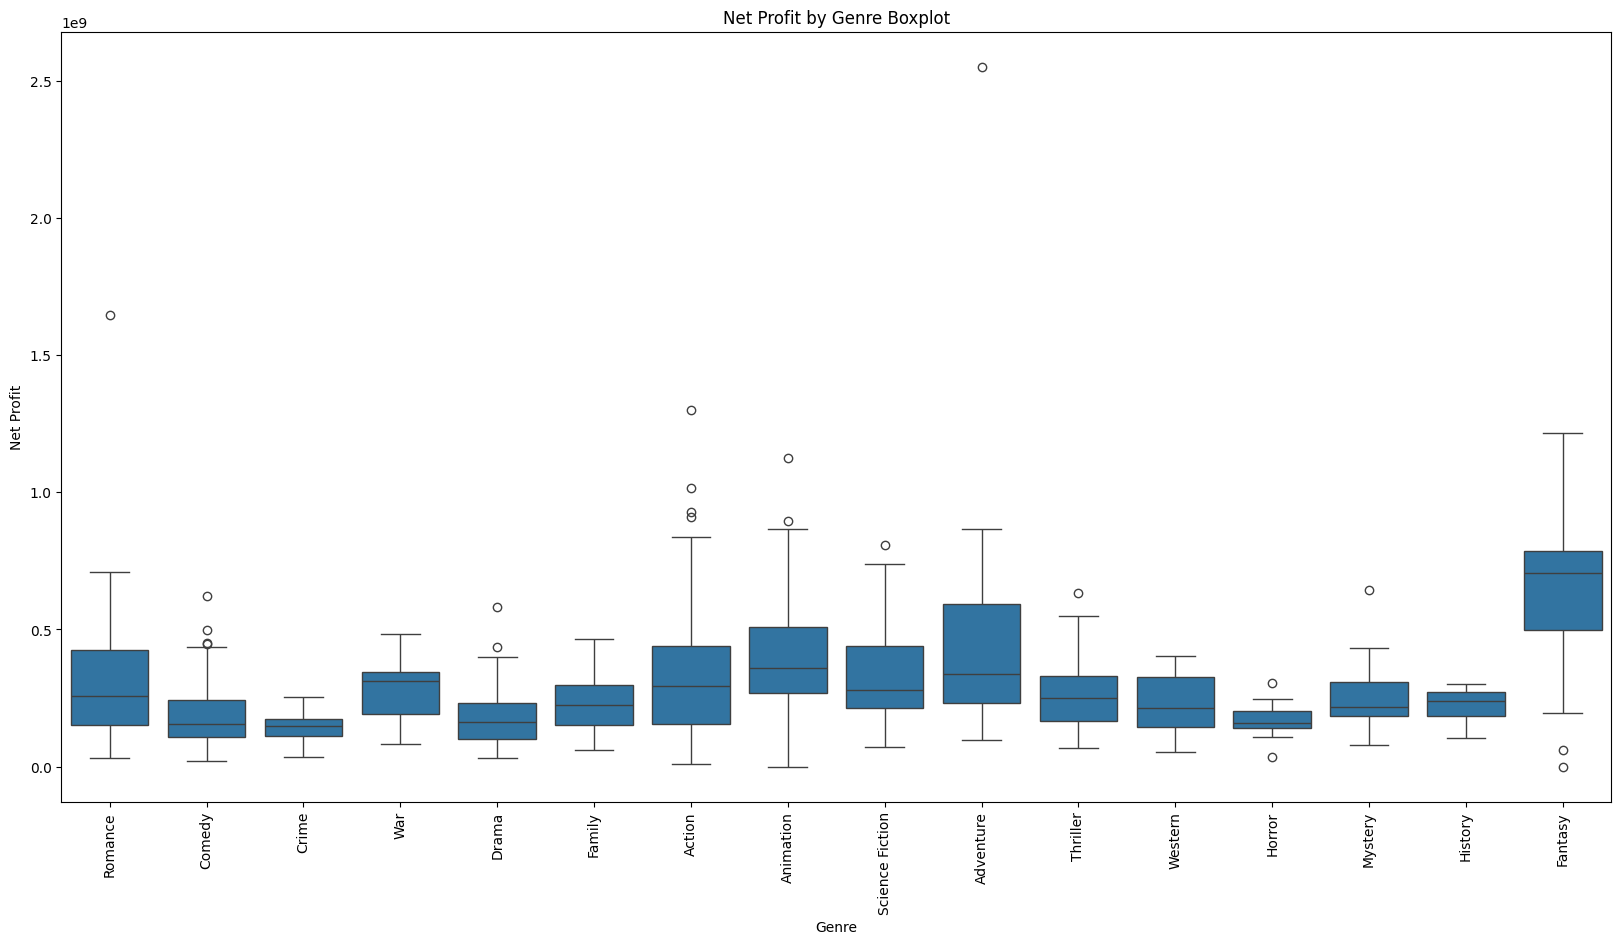 Net Profit by Genre Boxplot
1e9
2.5
2.0
1.5
1.0
0.5
0.0
Net Profit
Romance
Comedy
Crime
War
Drama
Family
Action
Animation
Science Fiction
Adventure
Thriller
Western
Horror
Mystery
History
Fantasy
Genre